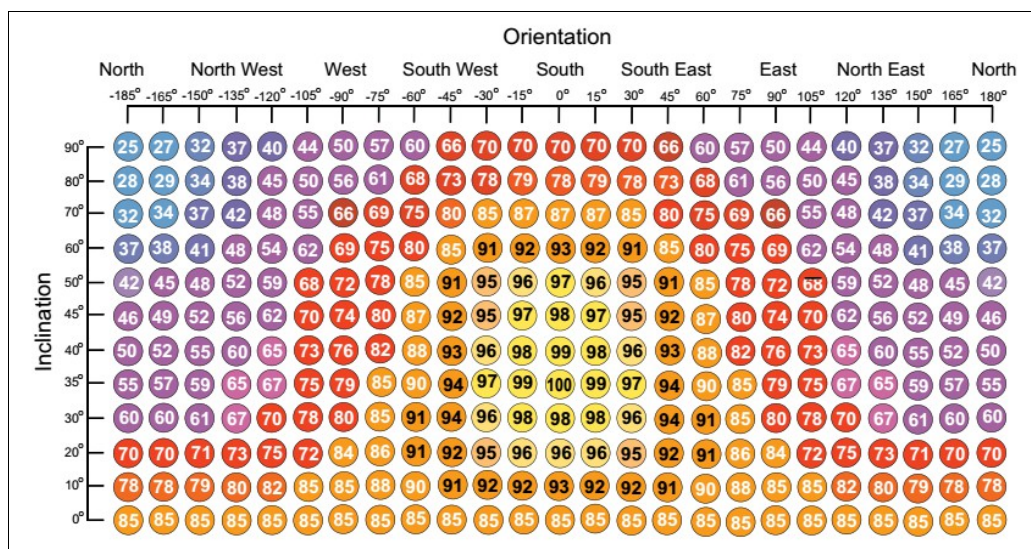 Orientation
North North West West South West South South East East North East North
-185° -165° -150° -135° -120° -105° -90° -75° -60° -45° -30° -15° 0° 15° 30° 45° 60° 75° 90° 105° 120° 135° 150° 165° 180°
Inclination
90° 25 27 32 37 40 44 50 57 60 66 70 70 70 70 70 66 60 57 50 44 40 37 32 27 25
80° 28 29 34 38 45 50 56 61 68 73 78 79 78 79 78 73 68 61 56 50 45 38 34 29 28
70° 32 34 37 42 48 55 66 69 75 80 85 87 87 87 85 80 75 69 66 55 48 42 37 34 32
60° 37 38 41 48 54 62 69 75 80 85 91 92 93 92 91 85 80 75 69 62 54 48 41 38 37
50° 42 45 48 52 59 68 72 78 85 91 95 96 97 96 95 91 85 78 72 68 59 52 48 45 42
45° 46 49 52 56 62 70 74 80 87 92 95 97 98 97 95 92 87 80 74 70 62 56 52 49 46
40° 50 52 55 60 65 73 76 82 88 93 96 98 99 98 96 93 88 82 76 73 65 60 55 52 50
35° 55 57 59 65 67 75 79 85 90 94 97 99 100 99 97 94 90 85 79 75 67 65 59 57 55
30° 60 60 61 67 70 78 80 85 91 94 96 98 98 98 96 94 91 85 80 78 70 67 61 60 60
20° 70 70 71 73 75 72 84 86 91 92 95 96 96 96 95 92 91 86 84 72 75 73 71 70 70
10° 78 78 79 80 82 85 85 88 90 91 92 92 93 92 92 91 90 88 85 85 82 80 79 78 78
0° 85 85 85 85 85 85 85 85 85 85 85 85 85 85 85 85 85 85 85 85 85 85 85 85 85